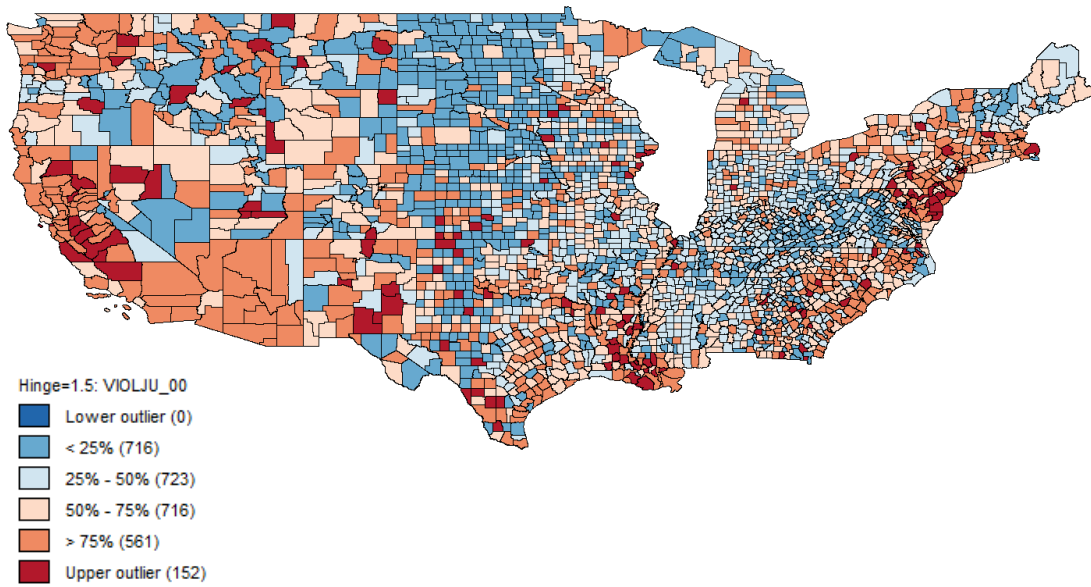 Hinge=1.5: VIOLJU_00
Lower outlier (0)
< 25% (716)
25% - 50% (723)
50% - 75% (716)
> 75% (561)
Upper outlier (152)